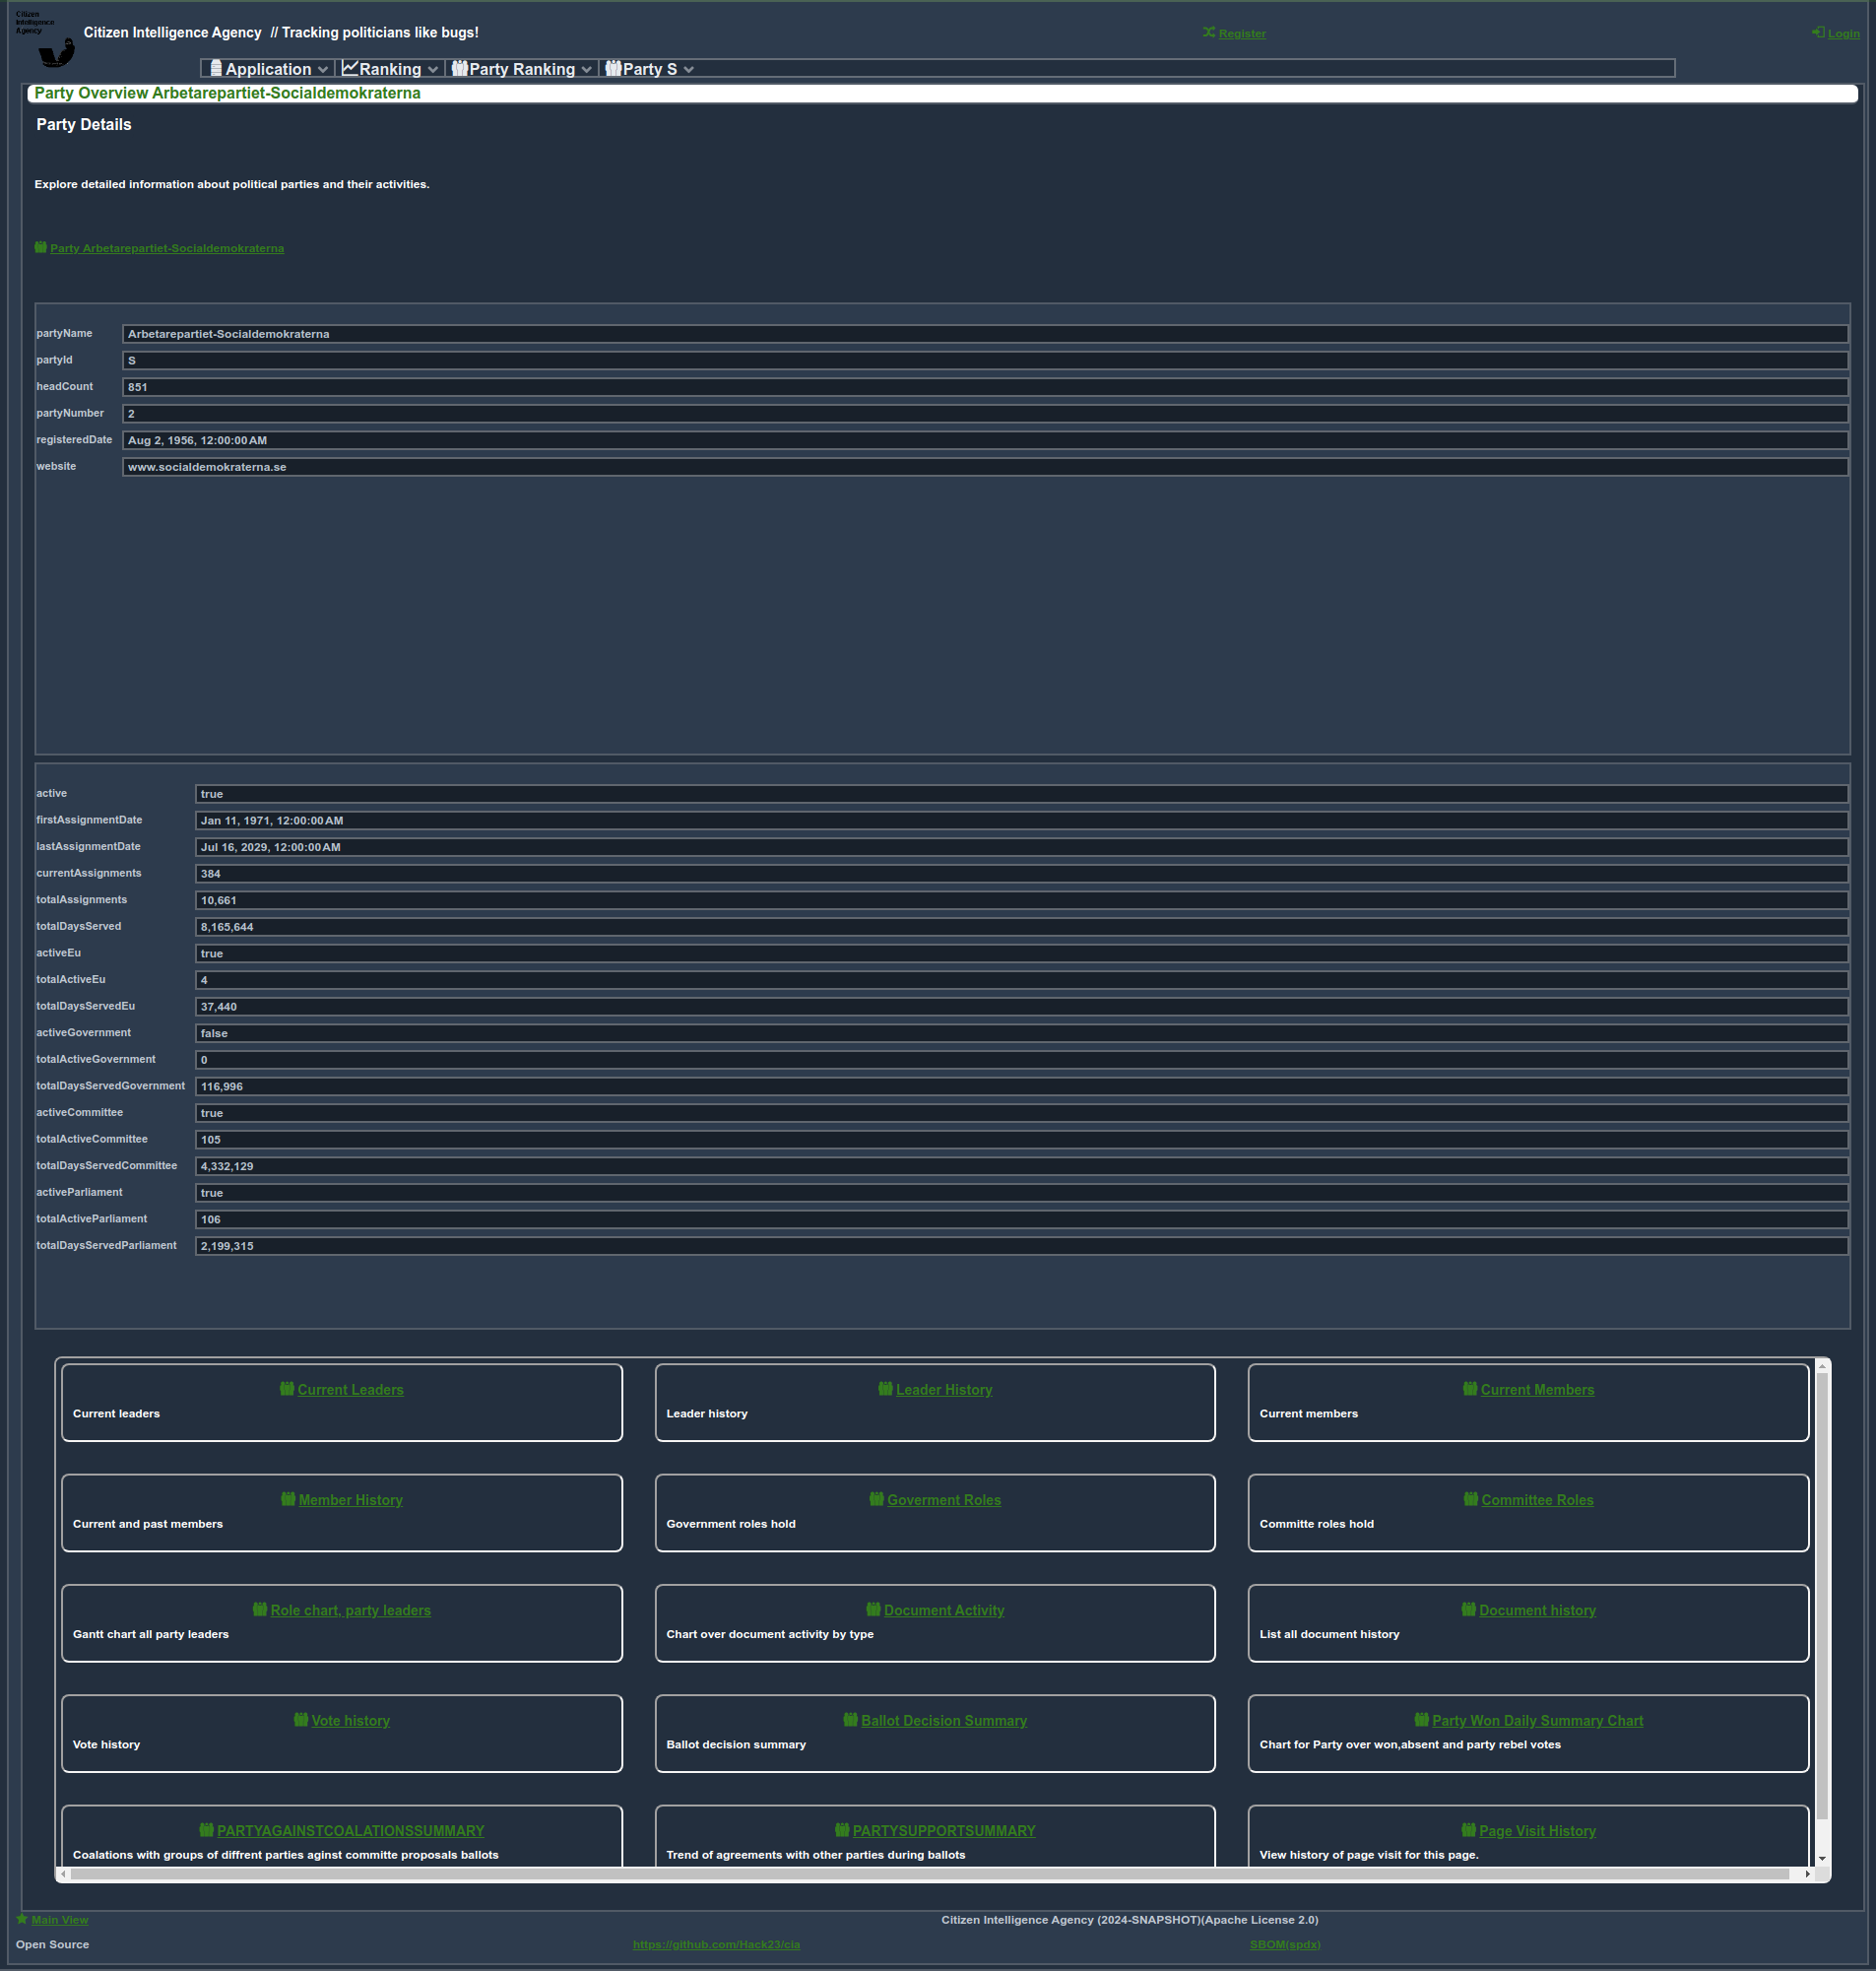 Citizen
Intelligence
Agency
Citizen Intelligence Agency // Tracking politicians like bugs!
Register
Login
Application
Ranking
Party Ranking
Party S
Party Overview Arbetarepartiet-Socialdemokraterna
Party Details
Explore detailed information about political parties and their activities.
Party Arbetarepartiet-Socialdemokraterna
partyName Arbetarepartiet-Socialdemokraterna
partyId S
headCount 851
partyNumber 2
registeredDate Aug 2, 1956, 12:00:00 AM
website www.socialdemokraterna.se
active true
firstAssignmentDate Jan 11, 1971, 12:00:00 AM
lastAssignmentDate Jul 16, 2029, 12:00:00 AM
currentAssignments 384
totalAssignments 10,661
totalDaysServed 8,165,644
activeEu true
totalActiveEu 4
totalDaysServedEu 37,440
activeGovernment false
totalActiveGovernment 0
totalDaysServedGovernment 116,996
activeCommittee true
totalActiveCommittee 105
totalDaysServedCommittee 4,332,129
activeParliament true
totalActiveParliament 106
totalDaysServedParliament 2,199,315
Current Leaders
Current leaders
Leader History
Leader history
Current Members
Current members
Member History
Current and past members
Goverment Roles
Government roles hold
Committee Roles
Committe roles hold
Role chart, party leaders
Gantt chart all party leaders
Document Activity
Chart over document activity by type
Document history
List all document history
Vote history
Vote history
Ballot Decision Summary
Ballot decision summary
Party Won Daily Summary Chart
Chart for Party over won,absent and party rebel votes
PARTYAGAINSTCOALATIONSSUMMARY
Coalations with groups of diffrent parties aginst committe proposals ballots
PARTYSUPPORTSUMMARY
Trend of agreements with other parties during ballots
Page Visit History
View history of page visit for this page.
Main View
Citizen Intelligence Agency (2024-SNAPSHOT)(Apache License 2.0)
Open Source
https://github.com/Hack23/cia
SBOM(spdx)